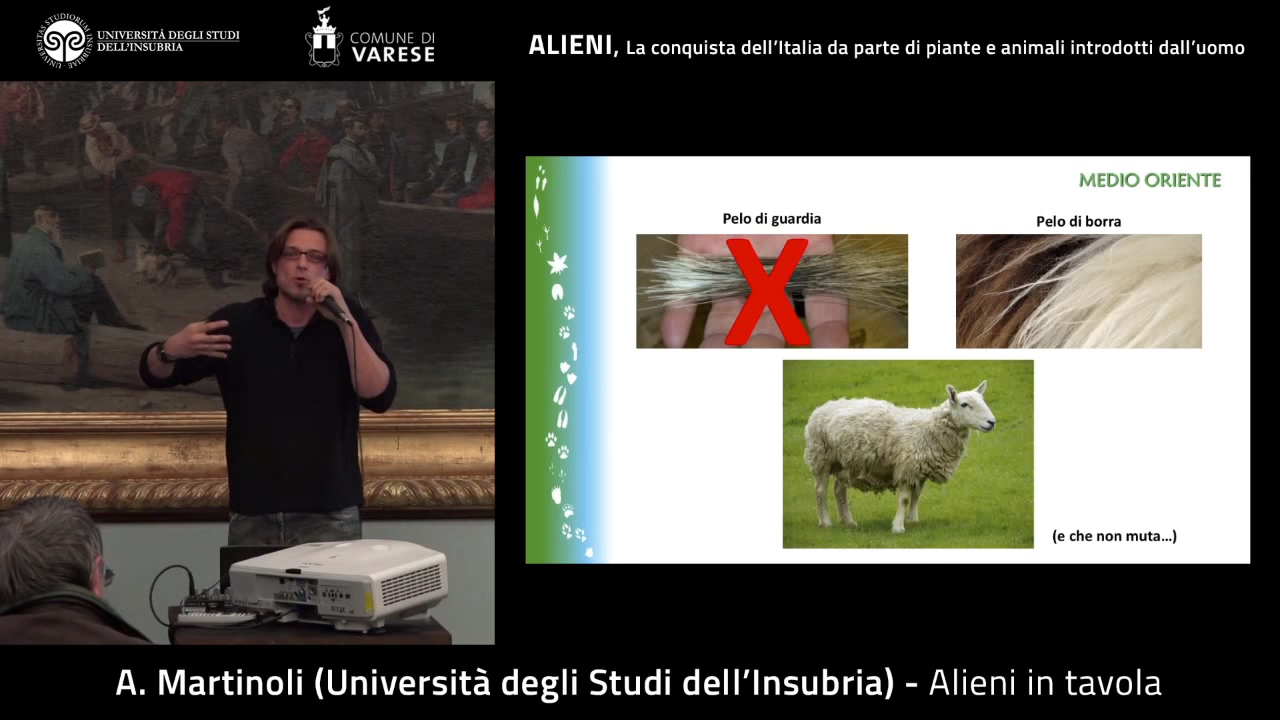 UNIVERSITÀ DEGLI STUDI
DELL'INSUBRIA
COMUNE DI
VARESE
ALIENI, La conquista dell'Italia da parte di piante e animali introdotti dall'uomo
MEDIO ORIENTE
Pelo di guardia
Pelo di borra
(e che non muta...)
A. Martinoli (Università degli Studi dell'Insubria) - Alieni in tavola